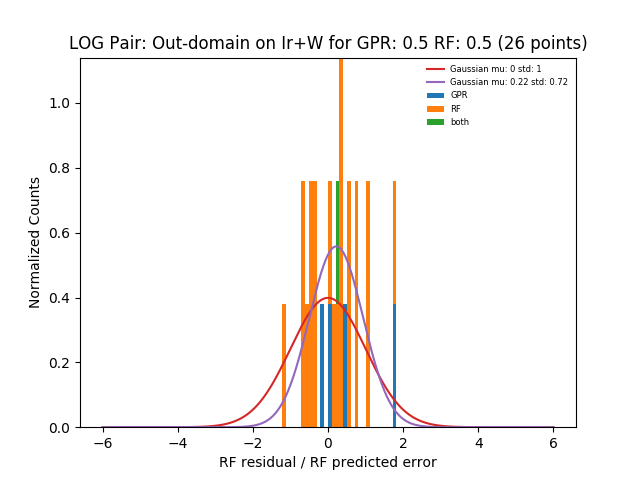 LOG Pair: Out-domain on Ir+W for GPR: 0.5 RF: 0.5 (26 points)
Gaussian mu: 0 std: 1
Gaussian mu: 0.22 std: 0.72
GPR
RF
both
Normalized Counts
1.0
0.8
0.6
0.4
0.2
0.0
−6 −4 −2 0 2 4 6
RF residual / RF predicted error